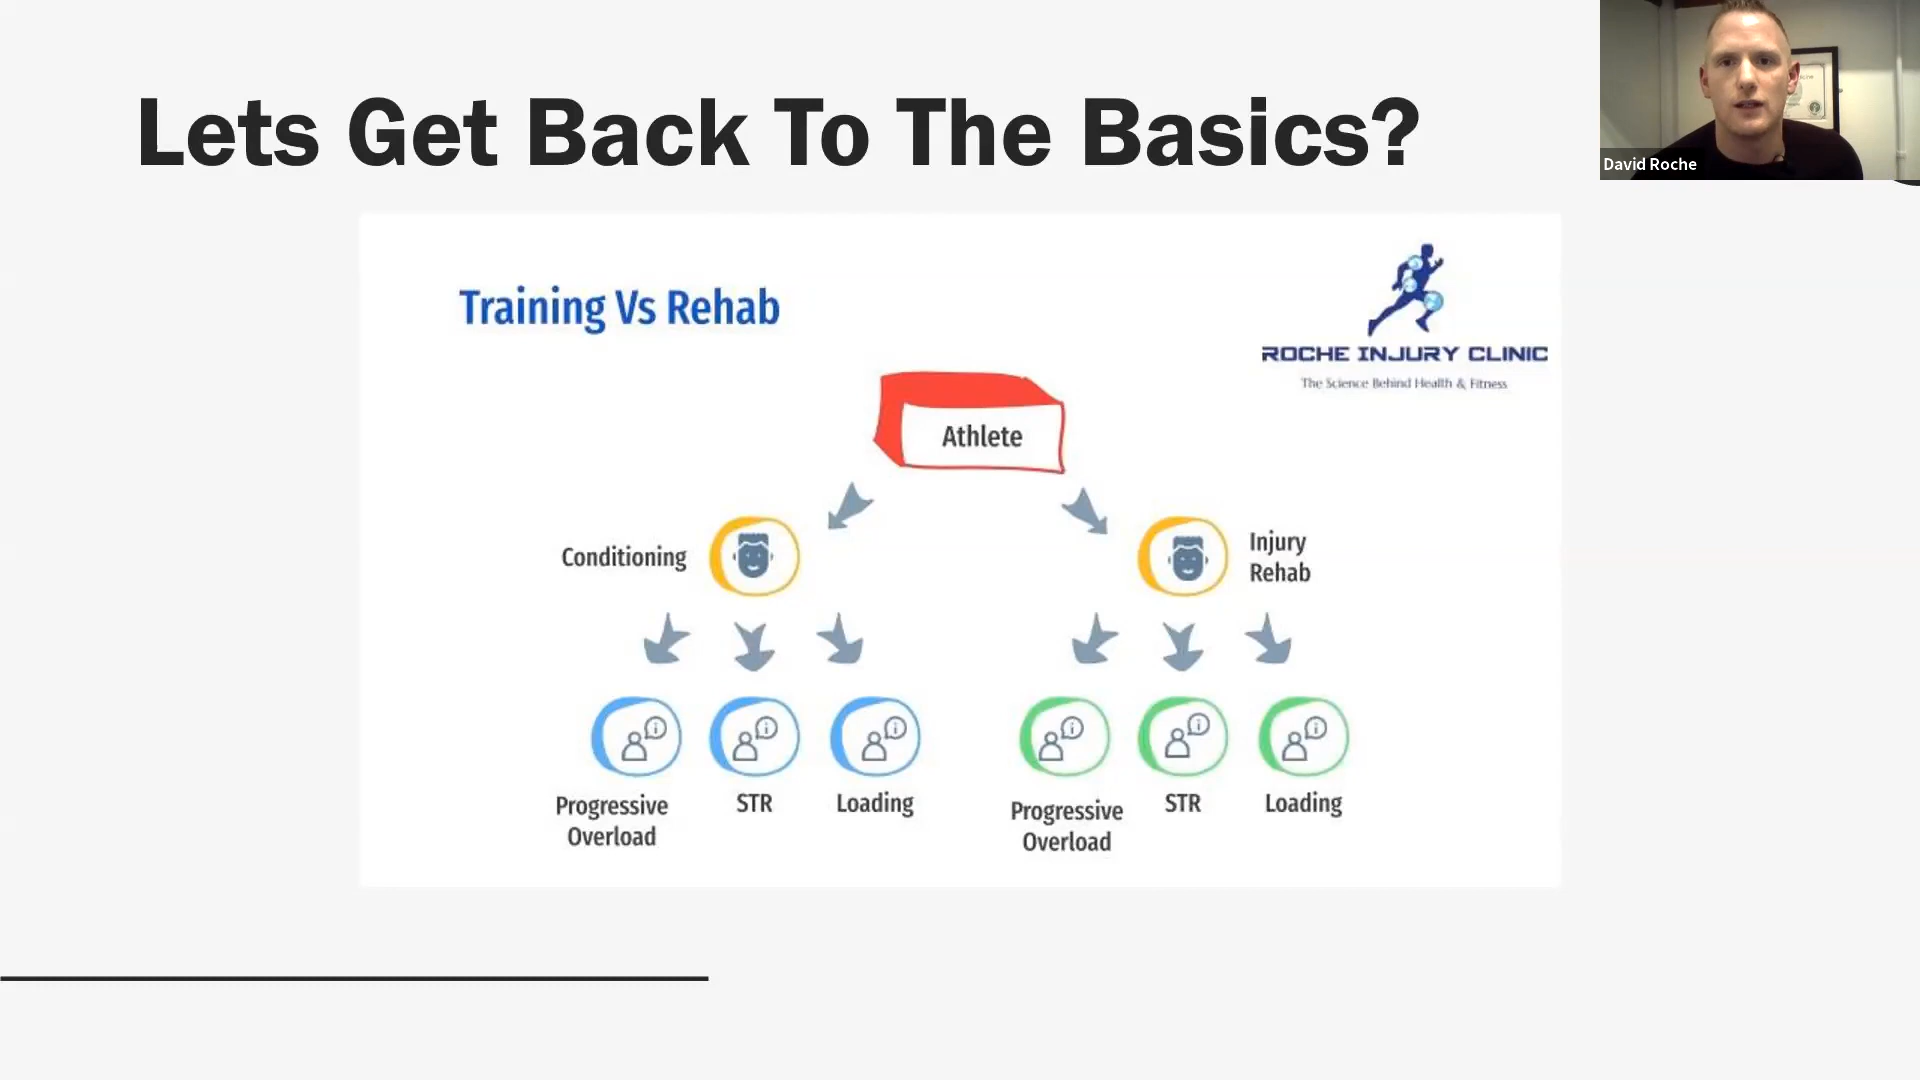 Lets Get Back To The Basics?
David Roche
Training Vs Rehab
ROCHE INJURY CLINIC
The Science Behind Health & Fitness
Athlete
Conditioning
Injury
Rehab
Progressive
Overload
STR
Loading
Progressive
Overload
STR
Loading